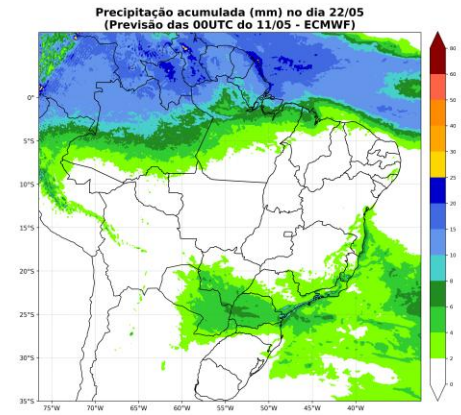 Precipitação acumulada (mm) no dia 22/05
(Previsão das 00UTC do 11/05 - ECMWF)
80
60
50
40
30
25
20
15
10
8
6
4
2
0
0°
5°S
10°S
15°S
20°S
25°S
30°S
35°S
75°W 70°W 65°W 60°W 55°W 50°W 45°W 40°W